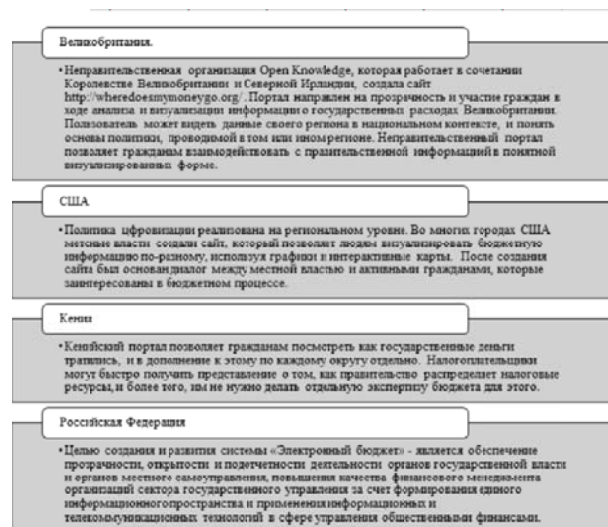 Великобритания.
•Неправительственная организация Open Knowledge, которая работает в сочетании
Королевстве Великобритании и Северной Ирландии, создала сайт
http://wheredoesmymoneygo.org/ . Портал направлен на прозрачность и участие граждан в
ходе анализа и визуализации информации о государственных расходах Великобритании.
Пользователь может видеть данные своего региона в национальном контексте, и понять
основы политики, проводимой в том или ином регионе. Неправительственный портал
позволяет гражданам взаимодействовать с правительственной информацией в понятной
визуализированных форме.
США
•Политика цфровизации реализована на региональном уровни. Во многих городах США
местные власти создали сайт, который позволяет людям визуализировать бюджетную
информацию по-разному, используя графики и интерактивные карты. После создания
сайта был основан диалог между местной властью и активными гражданами, которые
заинтересованы в бюджетном процессе.
Кения
•Кенийский портал позволяет гражданам посмотреть как государственные деньги
тратились, и в дополнение к этому по каждому округу отдельно. Налогоплательщики
могут быстро получить представление о том, как правительство распределяет налоговые
ресурсы, и более того, им не нужно делать отдельную экспертизу бюджета для этого.
Российская Федерация
•Целью создания и развития системы «Электронный бюджет» - является обеспечение
прозрачности, открытости и подотчетности деятельности органов государственной власти
и органов местного самоуправления, повышения качества финансового менеджмента
организаций сектора государственного управления за счет формирования единого
информационного пространства и применения информационных и
телекоммуникационных технологий в сфере управления общественными финансами.